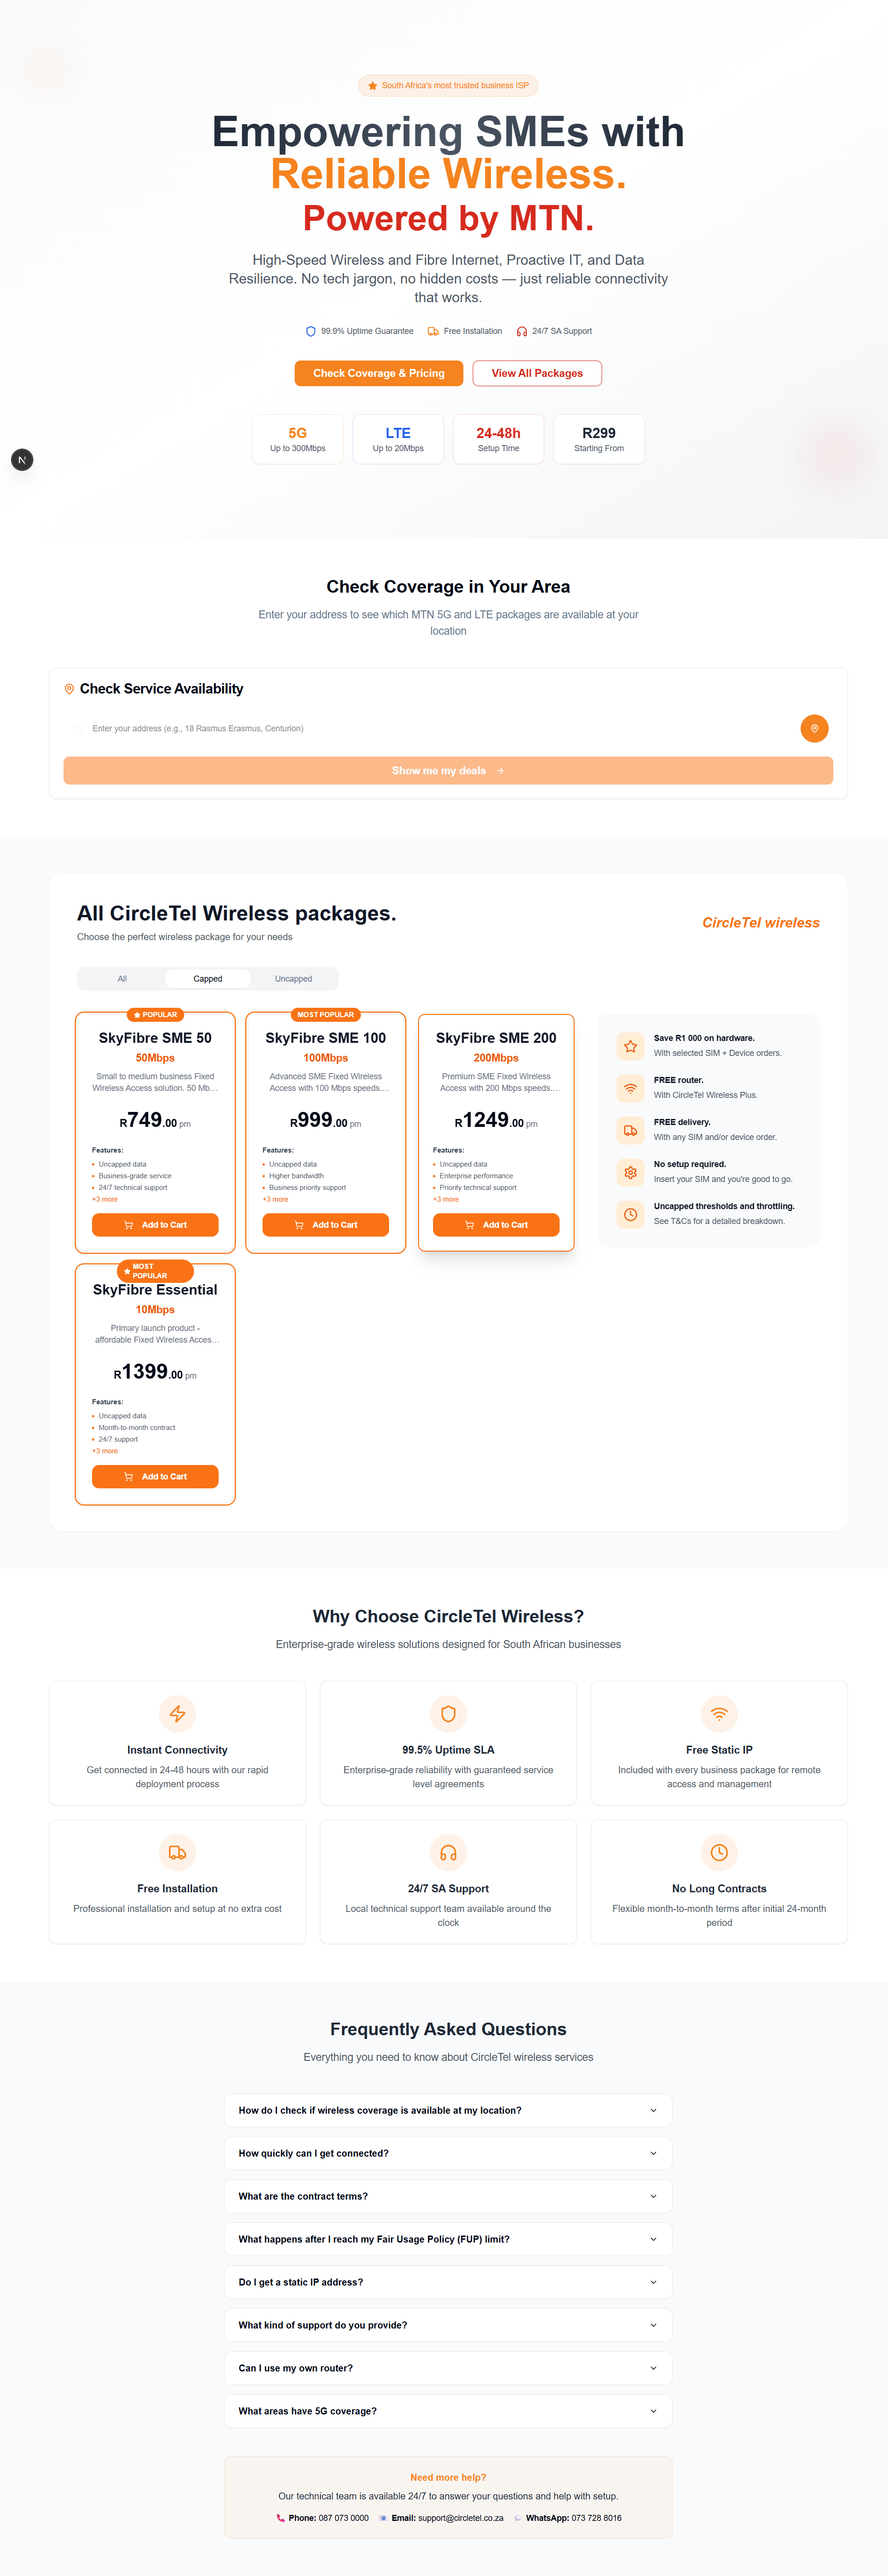 South Africa's most trusted business ISP
Empowering SMEs with
Reliable Wireless.
Powered by MTN.
High-Speed Wireless and Fibre Internet, Proactive IT, and Data
Resilience. No tech jargon, no hidden costs — just reliable connectivity
that works.
99.9% Uptime Guarantee
Free Installation
24/7 SA Support
Check Coverage & Pricing
View All Packages
5G
Up to 300Mbps
LTE
Up to 20Mbps
24-48h
Setup Time
R299
Starting From
N
Check Coverage in Your Area
Enter your address to see which MTN 5G and LTE packages are available at your
location
Check Service Availability
Enter your address (e.g., 18 Rasmus Erasmus, Centurion)
Show me my deals
All CircleTel Wireless packages.
Choose the perfect wireless package for your needs
CircleTel wireless
All
Capped
Uncapped
POPULAR
SkyFibre SME 50
50Mbps
Small to medium business Fixed
Wireless Access solution. 50 Mb...
R749.00 pm
Features:
Uncapped data
Business-grade service
24/7 technical support
+3 more
Add to Cart
MOST POPULAR
SkyFibre SME 100
100Mbps
Advanced SME Fixed Wireless
Access with 100 Mbps speeds....
R999.00 pm
Features:
Uncapped data
Higher bandwidth
Business priority support
+3 more
Add to Cart
SkyFibre SME 200
200Mbps
Premium SME Fixed Wireless
Access with 200 Mbps speeds....
R1249.00 pm
Features:
Uncapped data
Enterprise performance
Priority technical support
+3 more
Add to Cart
Save R1 000 on hardware.
With selected SIM + Device orders.
FREE router.
With CircleTel Wireless Plus.
FREE delivery.
With any SIM and/or device order.
No setup required.
Insert your SIM and you're good to go.
Uncapped thresholds and throttling.
See T&Cs for a detailed breakdown.
MOST
POPULAR
SkyFibre Essential
10Mbps
Primary launch product -
affordable Fixed Wireless Acces...
R1399.00 pm
Features:
Uncapped data
Month-to-month contract
24/7 support
+3 more
Add to Cart
Why Choose CircleTel Wireless?
Enterprise-grade wireless solutions designed for South African businesses
Instant Connectivity
Get connected in 24-48 hours with our rapid
deployment process
99.5% Uptime SLA
Enterprise-grade reliability with guaranteed service
level agreements
Free Static IP
Included with every business package for remote
access and management
Free Installation
Professional installation and setup at no extra cost
24/7 SA Support
Local technical support team available around the
clock
No Long Contracts
Flexible month-to-month terms after initial 24-month
period
Frequently Asked Questions
Everything you need to know about CircleTel wireless services
How do I check if wireless coverage is available at my location?
How quickly can I get connected?
What are the contract terms?
What happens after I reach my Fair Usage Policy (FUP) limit?
Do I get a static IP address?
What kind of support do you provide?
Can I use my own router?
What areas have 5G coverage?
Need more help?
Our technical team is available 24/7 to answer your questions and help with setup.
Phone: 087 073 0000 Email: support@circletel.co.za WhatsApp: 073 728 8016